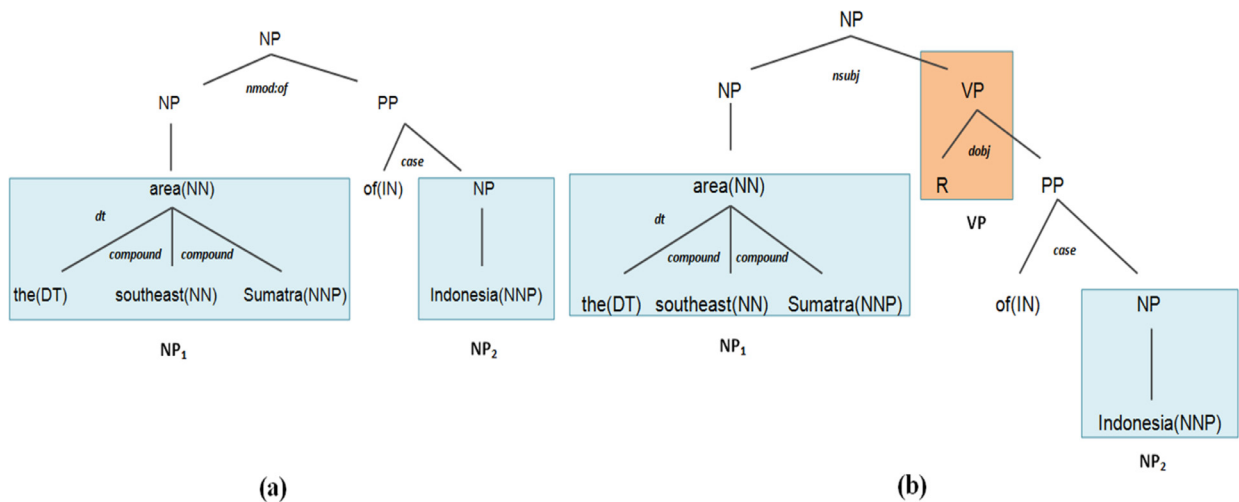 NP
nmod:of
NP PP
case
area(NN) of(IN) NP
dt
compound compound
the(DT) southeast(NN) Sumatra(NNP) Indonesia(NNP)
NP1 NP2
(a)
NP
nsubj
NP VP
dobj
area(NN) R PP
VP
dt
compound compound case
the(DT) southeast(NN) Sumatra(NNP) of(IN) NP
NP1
Indonesia(NNP)
NP2
(b)